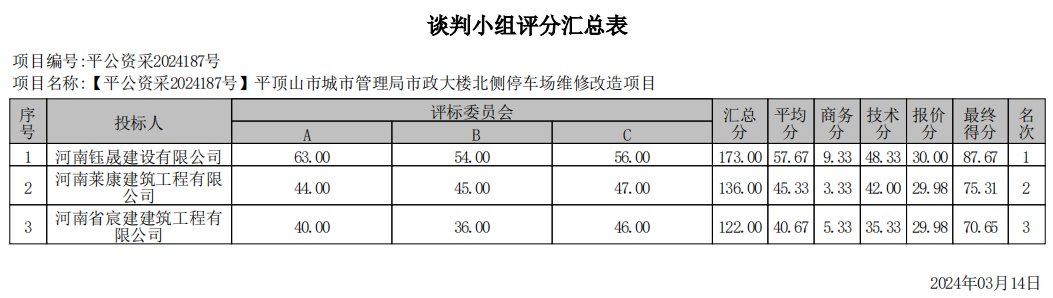 谈判小组评分汇总表
项目编号:平公资采2024187号
项目名称:【平公资采2024187号】平顶山市城市管理局市政大楼北侧停车场维修改造项目
序号 投标人 评标委员会 汇总分 平均分 商务分 技术分 报价分 最终得分 名次
A B C
1 河南钰晟建设有限公司 63.00 54.00 56.00 173.00 57.67 9.33 48.33 30.00 87.67 1
2 河南莱康建筑工程有限公司 44.00 45.00 47.00 136.00 45.33 3.33 42.00 29.98 75.31 2
3 河南省宸建建筑工程有限公司 40.00 36.00 46.00 122.00 40.67 5.33 35.33 29.98 70.65 3
2024年03月14日